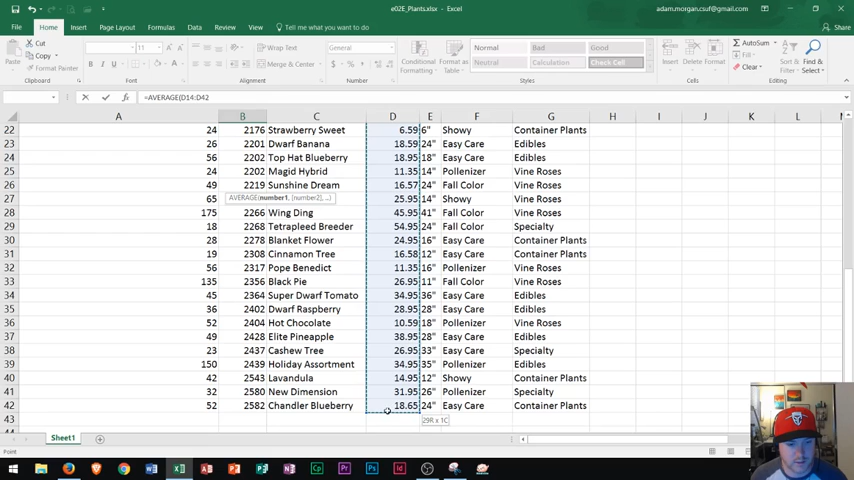 e02E_Plants.xlsx - Excel
adam.morgan.csuf@gmail.com
File Home Insert Page Layout Formulas Data Review View Tell me what you want to do Share
Cut
Copy
Format Painter
Clipboard
11
B I U
Font
Wrap Text
Merge & Center
Alignment
General
$ % ,
Number
Conditional Formatting
Format as Table
Normal Bad Good
Neutral Calculation Check Cell
Styles
Insert Delete Format
Cells
AutoSum
Fill
Clear
Sort & Filter
Find & Select
Editing
=AVERAGE(D14:D42
A B C D E F G H I J K L M
22 24 2176 Strawberry Sweet 6.59 6" Showy Container Plants
23 26 2201 Dwarf Banana 18.59 24" Easy Care Edibles
24 56 2202 Top Hat Blueberry 18.95 18" Easy Care Edibles
25 24 2202 Magid Hybrid 11.35 14" Pollenizer Vine Roses
26 49 2219 Sunshine Dream 16.57 24" Fall Color Vine Roses
27 65 25.95 14" Showy Vine Roses
AVERAGE(number1, [number2], ...)
28 175 2266 Wing Ding 45.95 41" Fall Color Edibles
29 18 2268 Tetrapleed Breeder 54.95 24" Fall Color Specialty
30 28 2278 Blanket Flower 24.95 16" Easy Care Container Plants
31 19 2308 Cinnamon Tree 16.58 12" Easy Care Container Plants
32 56 2317 Pope Benedict 11.35 16" Pollenizer Vine Roses
33 135 2356 Black Pie 26.95 11" Fall Color Vine Roses
34 45 2364 Super Dwarf Tomato 34.95 36" Easy Care Edibles
35 36 2402 Dwarf Raspberry 28.95 28" Easy Care Edibles
36 52 2404 Hot Chocolate 10.59 18" Pollenizer Vine Roses
37 49 2428 Elite Pineapple 38.95 28" Easy Care Edibles
38 23 2437 Cashew Tree 26.95 33" Easy Care Specialty
39 150 2439 Holiday Assortment 34.95 35" Pollenizer Edibles
40 42 2543 Lavandula 14.95 12" Showy Container Plants
41 32 2580 New Dimension 31.95 26" Pollenizer Specialty
42 52 2582 Chandler Blueberry 18.65 24" Easy Care Container Plants
43
29R x 1C
44
Sheet1
Point